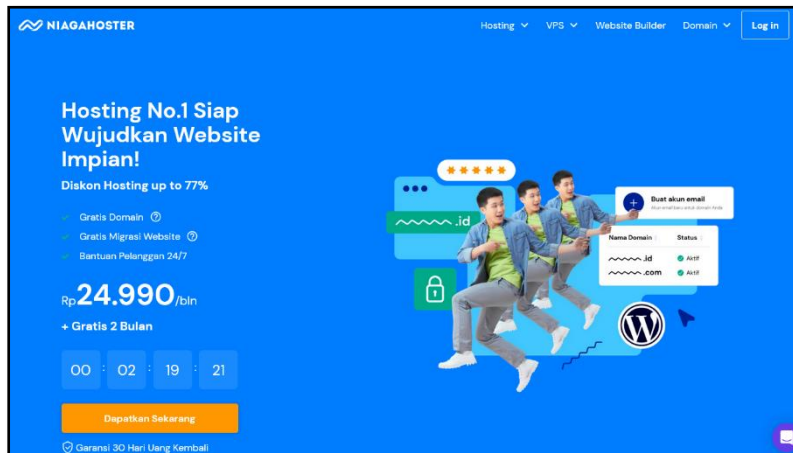 NIAGAHOSTER
Hosting VPS Website Builder Domain Log in
Hosting No.1 Siap
Wujudkan Website
Impian!
Diskon Hosting up to 77%
Gratis Domain
Gratis Migrasi Website
Bantuan Pelanggan 24/7
Rp24.990/bln
+ Gratis 2 Bulan
00 : 02 : 19 : 21
Dapatkan Sekarang
Garansi 30 Hari Uang Kembali
.id
Buat akun email
Nama Domain Status
.id Aktif
.com Aktif